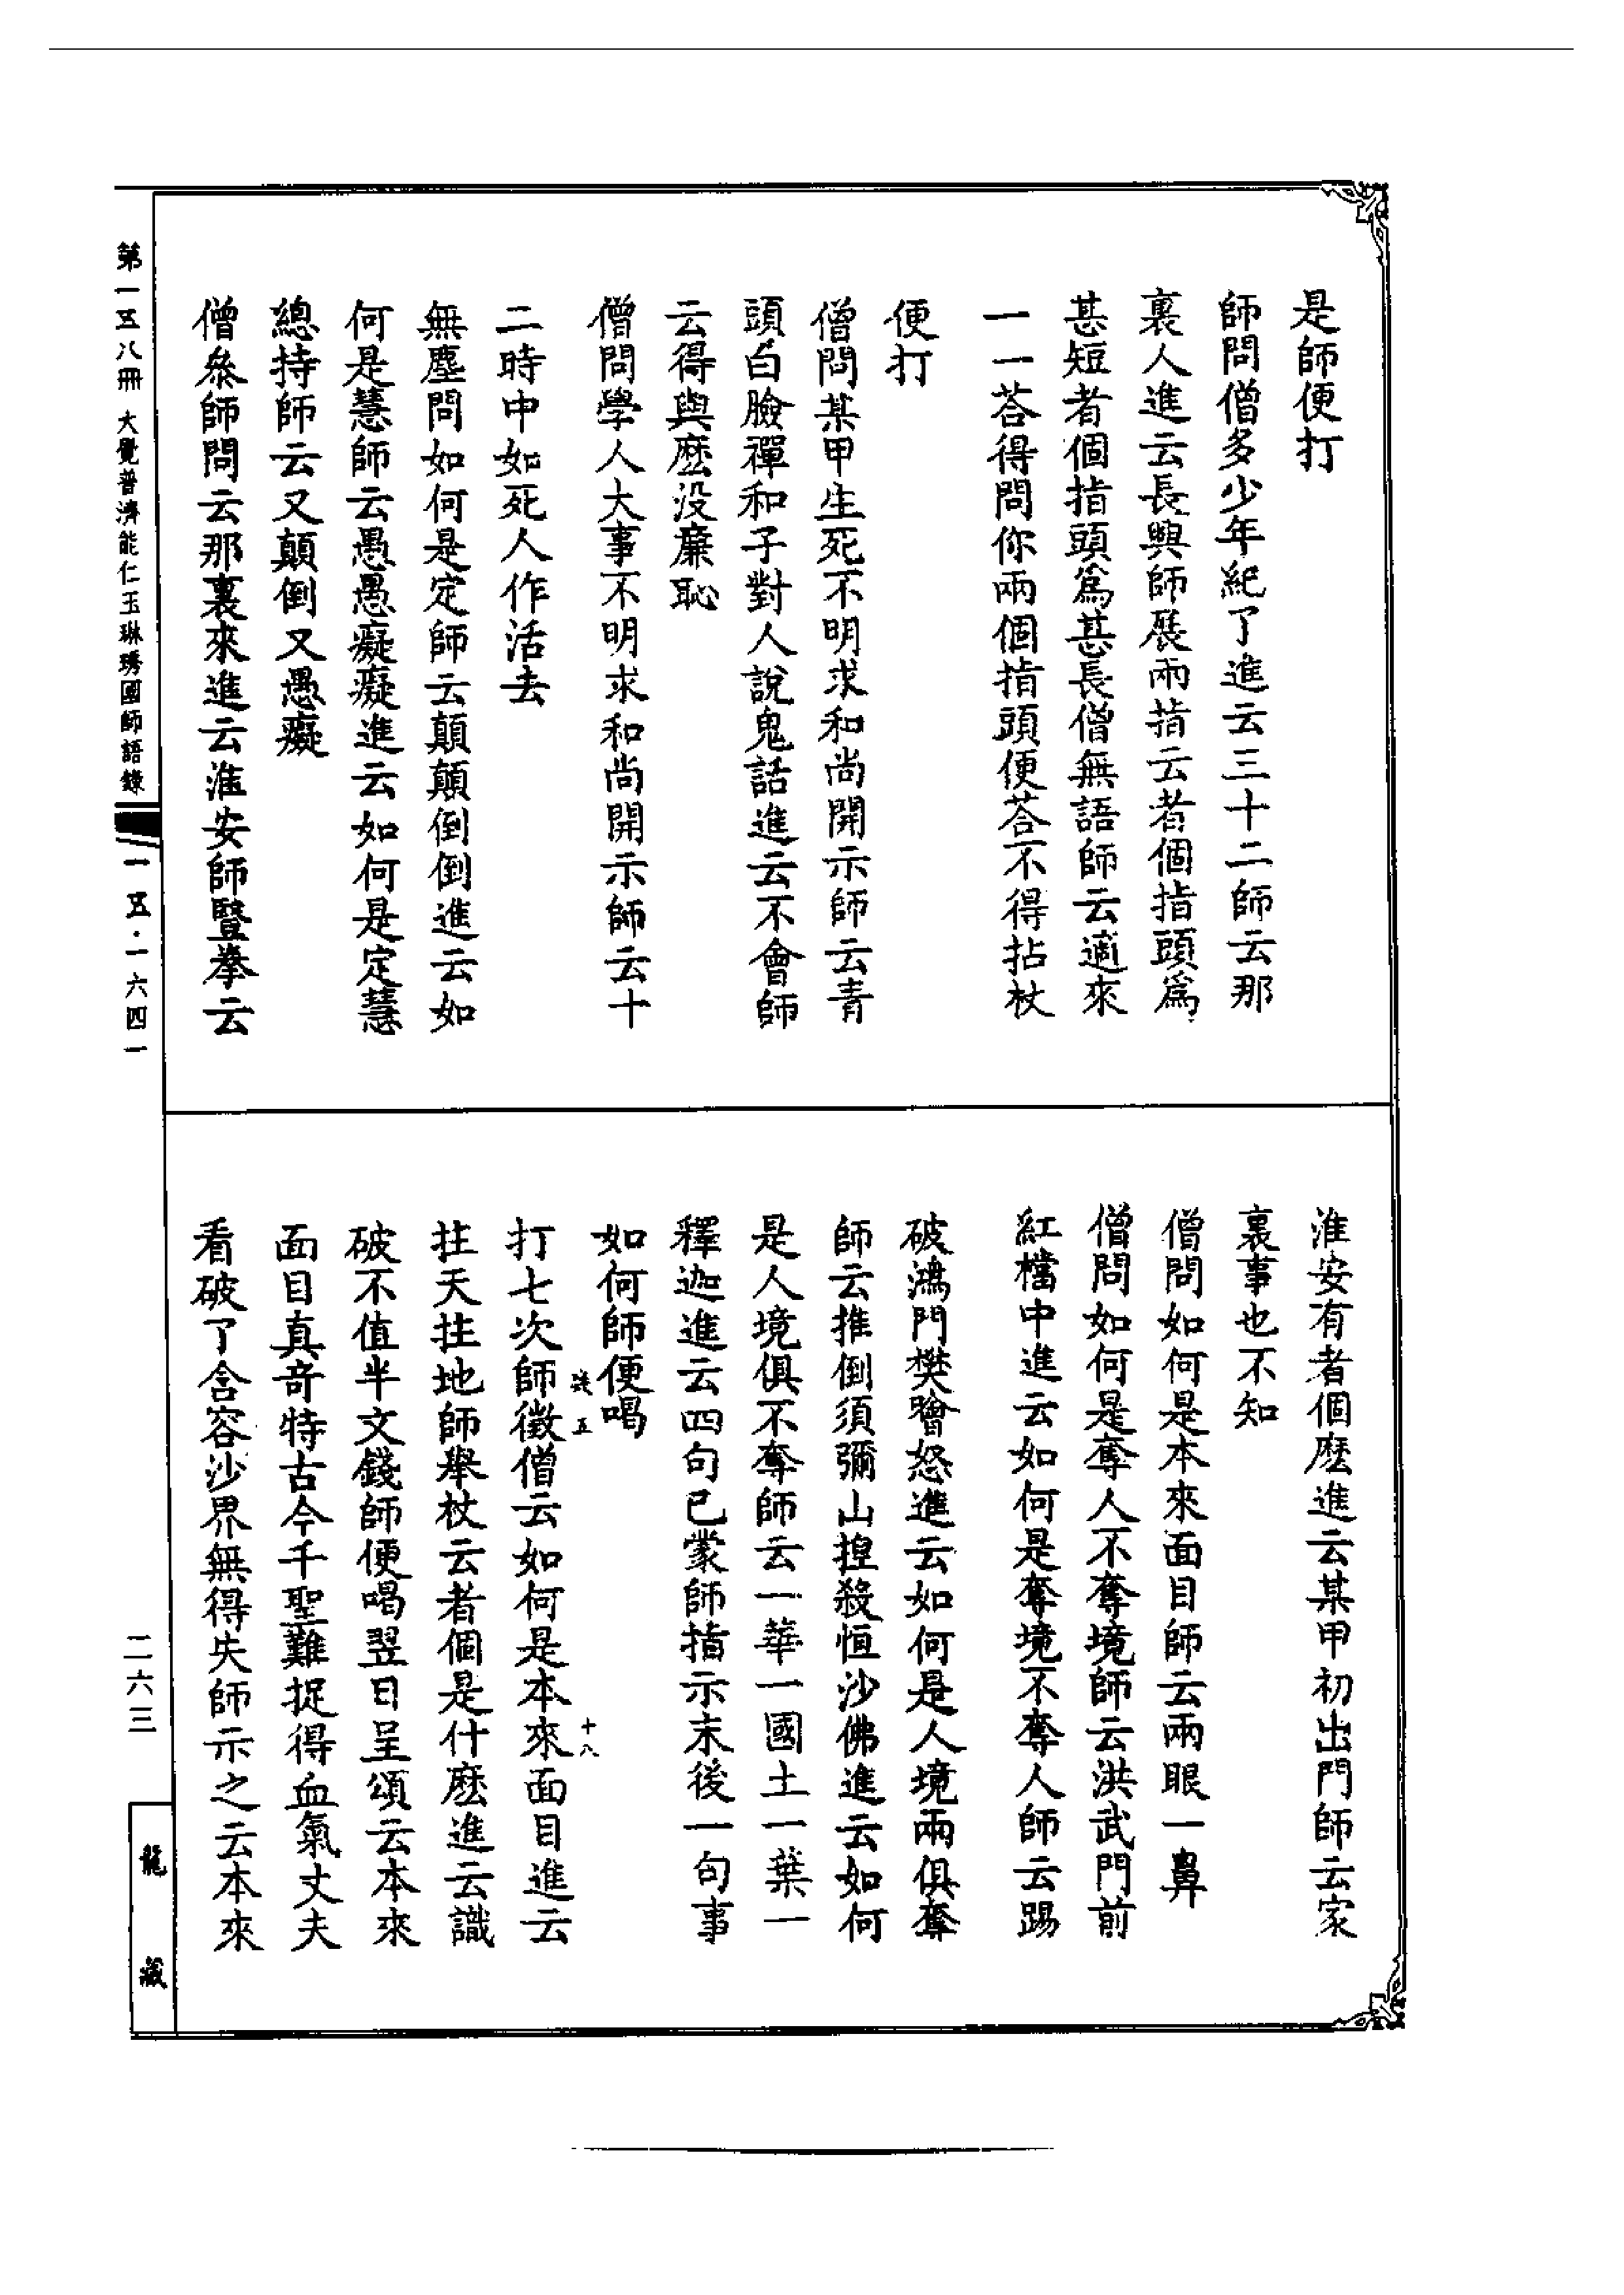 是師便打
師問僧多少年紀了進云三十二師云那
裏人進云長興師展兩指云者個指頭為
甚短者個指頭為甚長僧無語師云適來
一一荅得問你兩個指頭便荅不得拈杖
便打
僧問某甲生死不明求和尚開示師云青
頭白臉禪和子對人說鬼話進云不會師
云得與麼没廉恥
僧問學人大事不明求和尚開示師云十
二時中如死人作活去
無塵問如何是定師云顛顛倒倒進云如
何是慧師云愚愚癡癡進云如何是定慧
總持師云又顛倒又愚癡
僧叅師問云那裏來進云淮安師豎拳云
淮安有者個麼進云某甲初出門師云家
裏事也不知
僧問如何是本來面目師云兩眼一鼻
僧問如何是奪人不奪境師云洪武門前
紅檔中進云如何是奪境不奪人師云踢
破鴻門樊噲怒進云如何是人境兩俱奪
師云推倒須彌山揑殺恒沙佛進云如何
是人境俱不奪師云一華一國土一葉一
釋迦進云四句已蒙師指示末後一句事
如何師便喝
打七次師徵僧云如何是本來面目進云
五 十八
拄天拄地師舉杖云者個是什麼進云識
破不值半文錢師便喝翌日呈頌云本來
面目真奇特古今千聖難捉得血氣丈夫
看破了含容沙界無得失師示之云本來
第一五八冊 大覺普濟能仁玉琳琇國師語錄
一五·一六四一
二六三
龍藏